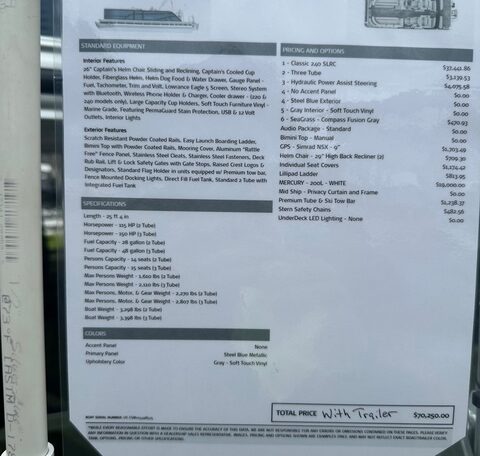 STANDARD EQUIPMENT
Interior Features
26" Captain's Helm Chair Sliding and Reclining, Captain's Cooled Cup
Holder, Fiberglass Helm, Helm Dog Food & Water Drawer, Gauge Panel -
Fuel, Tachometer, Trim and Volt, Lowrance Eagle 5 Screen, Stereo System
with Bluetooth, Wireless Phone Holder & Charger, Cooler drawer - (220 &
240 models only), Large Capacity Cup Holders, Soft Touch Furniture Vinyl -
Marine Grade, Featuring PermaGuard Stain Protection, USB & 12 Volt
Outlets, Interior Lights
Exterior Features
Scratch Resistant Powder Coated Rails, Easy Launch Boarding Ladder,
Bimini Top with Powder Coated Rails, Mooring Cover, Aluminum "Rattle
Free" Fence Panel, Stainless Steel Cleats, Stainless Steel Fasteners, Deck
Rub Rail, Lift & Lock Safety Gates with Gate Stops, Raised Crest Logos &
Designators, Standard Flag Holder in units equipped w/ Premium tow bar,
Fence Mounted Docking Lights, Direct Fill Fuel Tank, Standard 2 Tube with
Integrated Fuel Tank
SPECIFICATIONS
Length - 25 ft 4 in
Horsepower - 115 HP (2 Tube)
Horsepower - 150 HP (3 Tube)
Fuel Capacity - 28 gallon (2 Tube)
Fuel Capacity - 48 gallon (3 Tube)
Persons Capacity - 14 seats (2 Tube)
Persons Capacity - 15 seats (3 Tube)
Max Persons Weight - 1,610 lbs (2 Tube)
Max Persons Weight - 2,110 lbs (3 Tube)
Max Persons, Motor, & Gear Weight - 2,270 lbs (2 Tube)
Max Persons, Motor, & Gear Weight - 2,807 lbs (3 Tube)
Boat Weight - 3,298 lbs (2 Tube)
Boat Weight - 3,398 lbs (3 Tube)
COLORS
Accent Panel None
Primary Panel Steel Blue Metallic
Upholstery Color Gray - Soft Touch Vinyl
PRICING AND OPTIONS
1 - Classic 240 SLRC $37,441.86
2 - Three Tube $3,139.53
3 - Hydraulic Power Assist Steering $4,075.58
4 - No Accent Panel $0.00
4 - Steel Blue Exterior $0.00
5 - Gray Interior - Soft Touch Vinyl $0.00
6 - SeaGrass - Compass Fusion Gray $470.93
Audio Package - Standard $0.00
Bimini Top - Manual $0.00
GPS - Simrad NSX - 9" $1,703.49
Helm Chair - 29" High Back Recliner (2) $709.30
Individual Seat Covers $1,174.42
Lillipad Ladder $813.95
MERCURY - 200L - WHITE $19,000.00
Mid Ship - Privacy Curtain and Frame $0.00
Premium Tube & Ski Tow Bar $1,238.37
Stern Safety Chains $482.56
UnderDeck LED Lighting - None $0.00
TOTAL PRICE With Trailer $70,250.00
BOAT SERIAL NUMBER